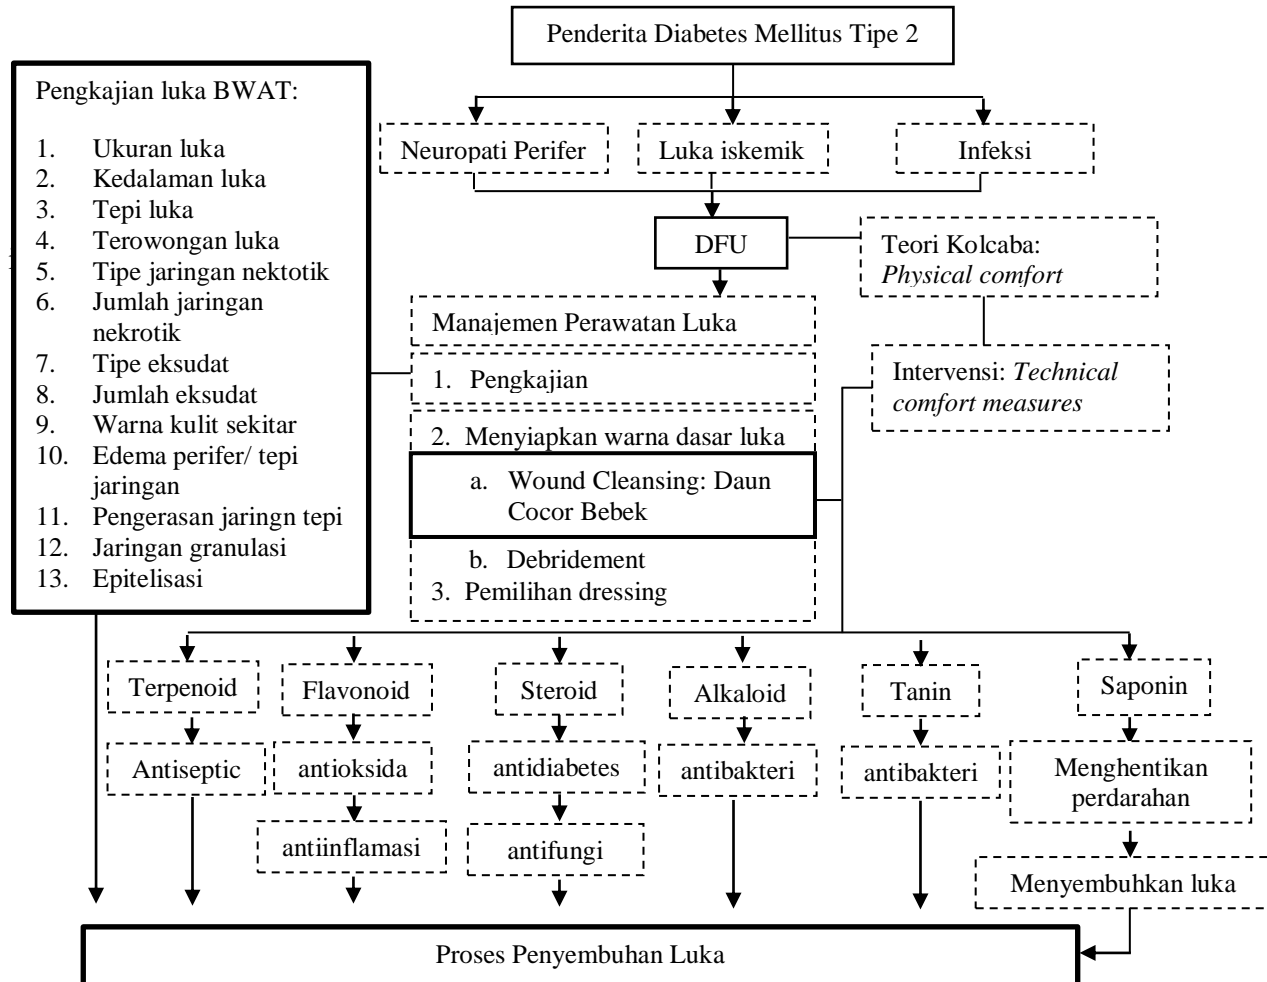 Penderita Diabetes Mellitus Tipe 2
Pengkajian luka BWAT:
1. Ukuran luka
2. Kedalaman luka
3. Tepi luka
4. Terowongan luka
5. Tipe jaringan nektotik
6. Jumlah jaringan
nekrotik
7. Tipe eksudat
8. Jumlah eksudat
9. Warna kulit sekitar
10. Edema perifer/ tepi
jaringan
11. Pengerasan jaringn tepi
12. Jaringan granulasi
13. Epitelisasi
Neuropati Perifer
Luka iskemik
Infeksi
DFU
Teori Kolcaba:
Physical comfort
Manajemen Perawatan Luka
1. Pengkajian
Intervensi: Technical
comfort measures
2. Menyiapkan warna dasar luka
a. Wound Cleansing: Daun
Cocor Bebek
b. Debridement
3. Pemilihan dressing
Terpenoid
Flavonoid
Steroid
Alkaloid
Tanin
Saponin
Antiseptic
antioksida
antidiabetes
antibakteri
antibakteri
Menghentikan
perdarahan
antiinflamasi
antifungi
Menyembuhkan luka
Proses Penyembuhan Luka